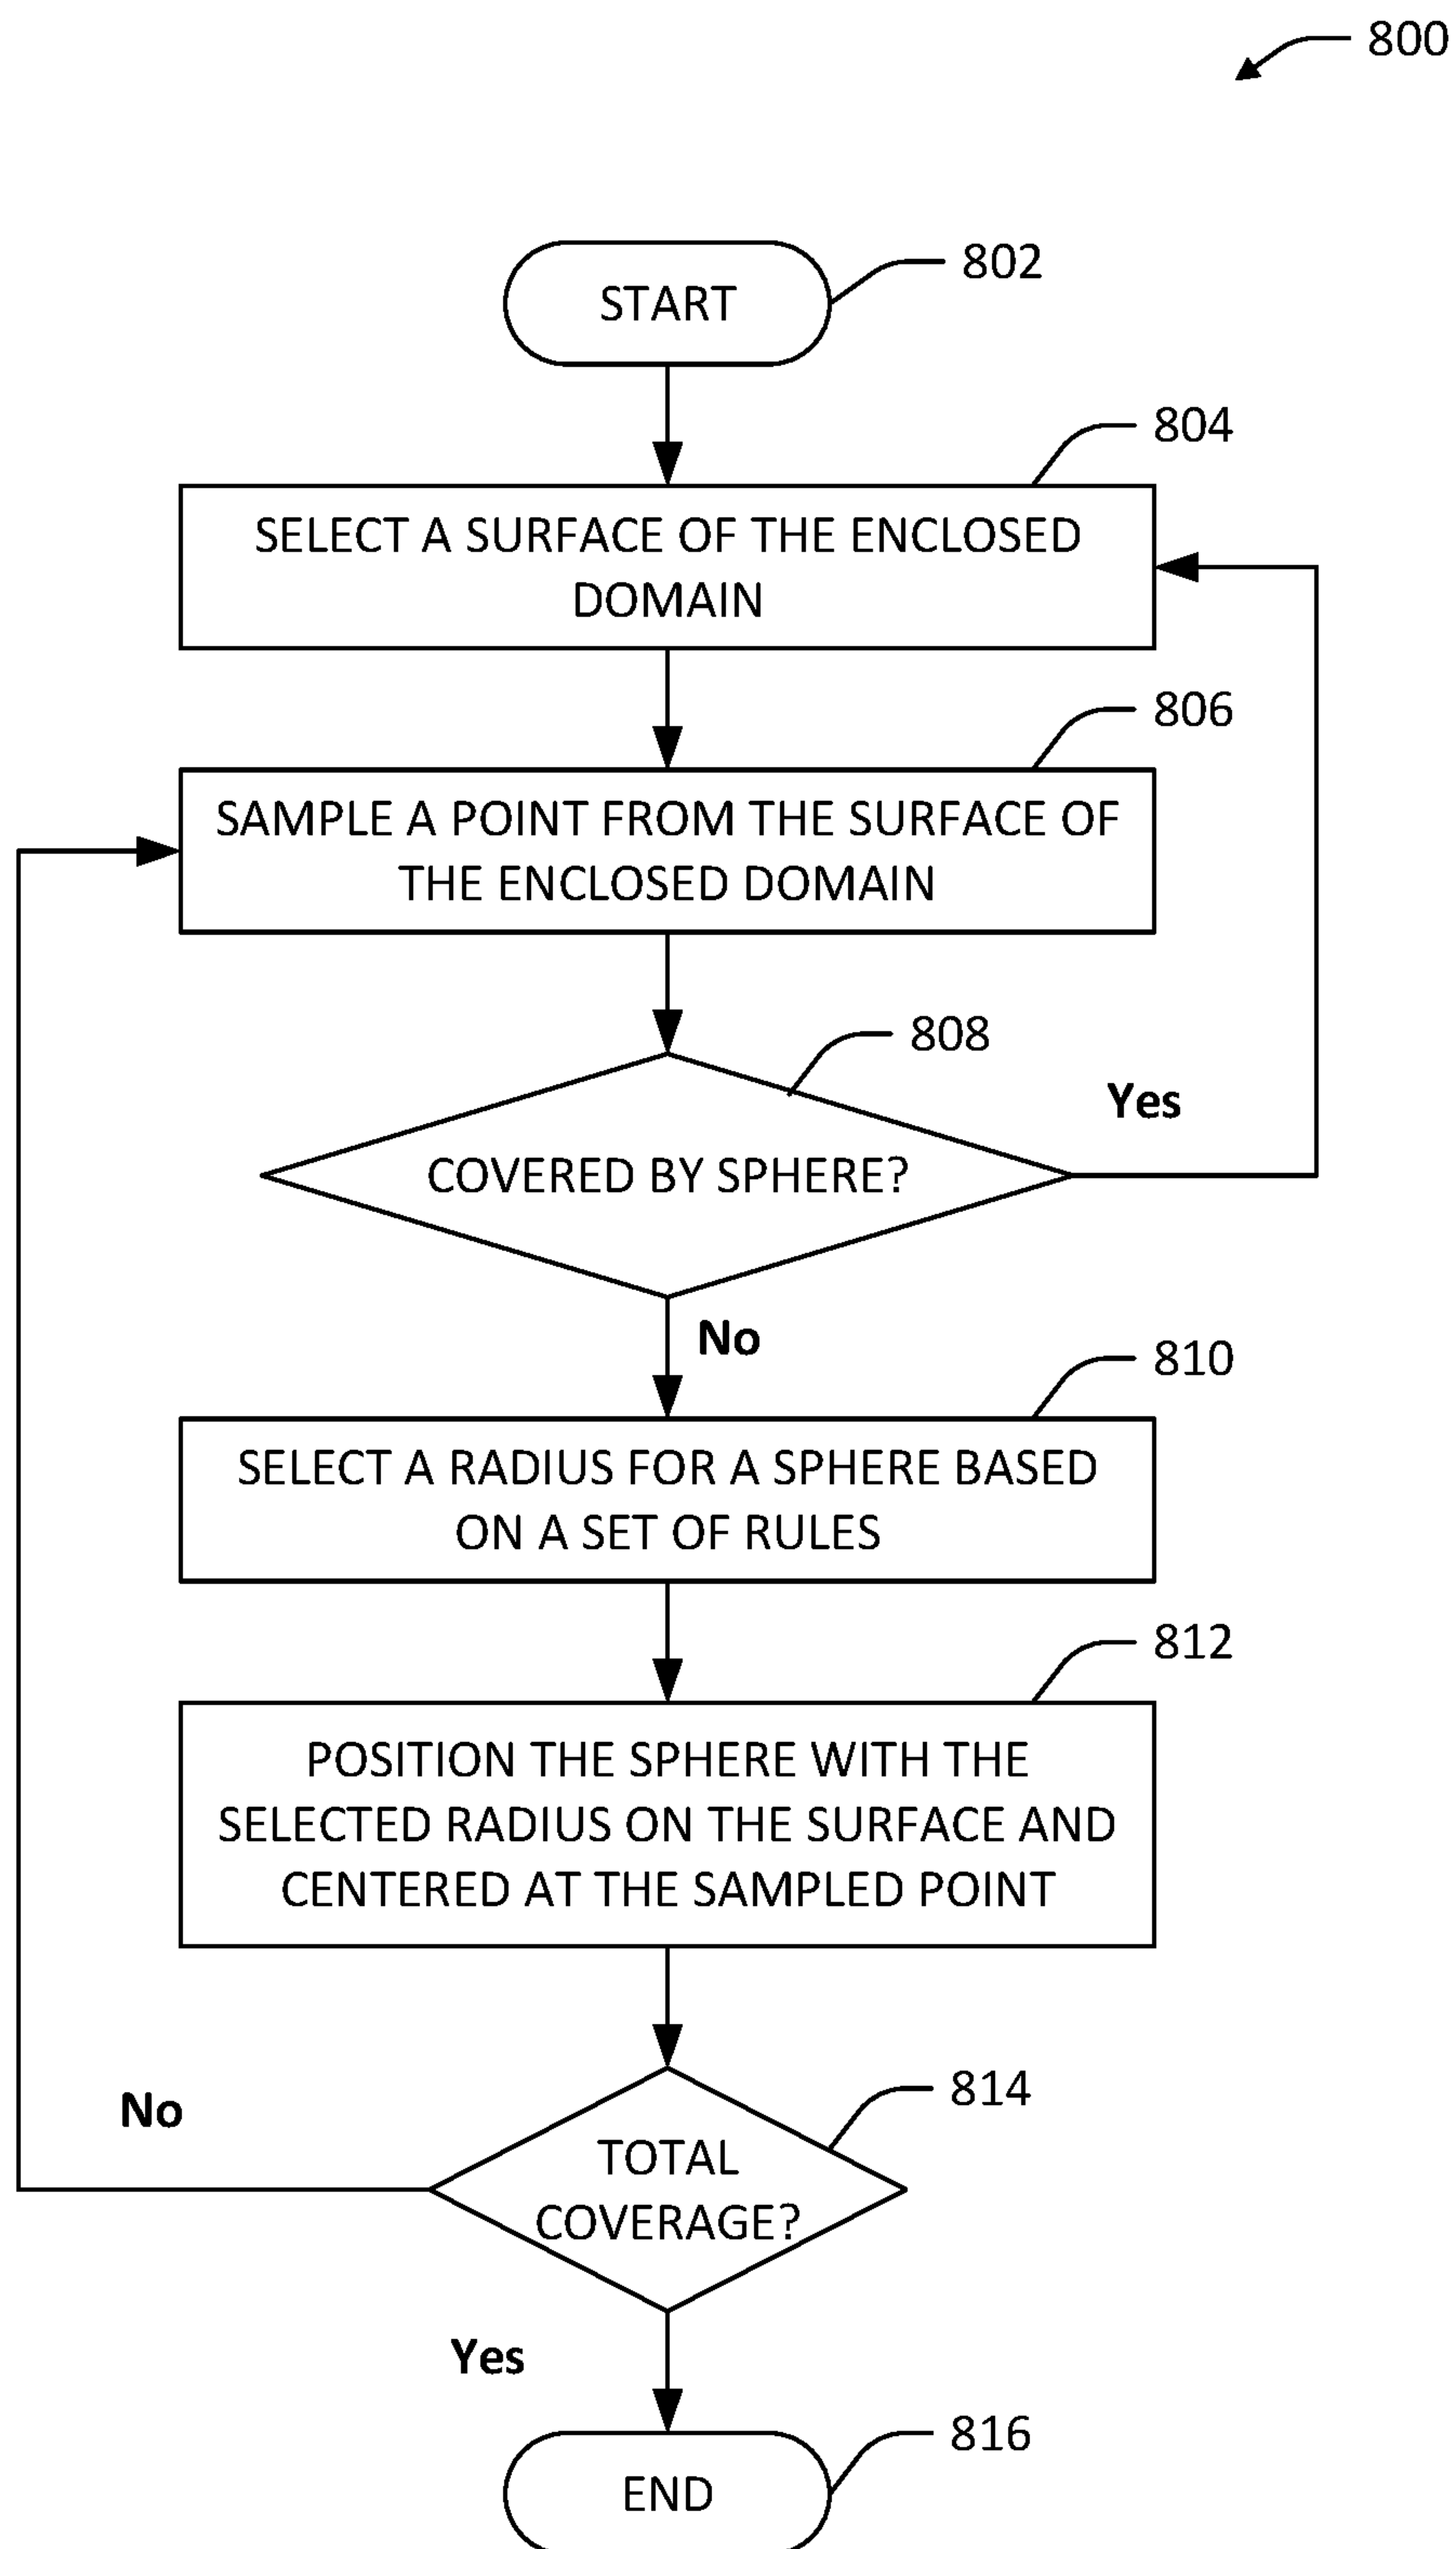 800
START
802
804
SELECT A SURFACE OF THE ENCLOSED
DOMAIN
806
SAMPLE A POINT FROM THE SURFACE OF
THE ENCLOSED DOMAIN
808
Yes
COVERED BY SPHERE?
No
810
SELECT A RADIUS FOR A SPHERE BASED
ON A SET OF RULES
812
POSITION THE SPHERE WITH THE
SELECTED RADIUS ON THE SURFACE AND
CENTERED AT THE SAMPLED POINT
814
No
TOTAL
COVERAGE?
Yes
816
END